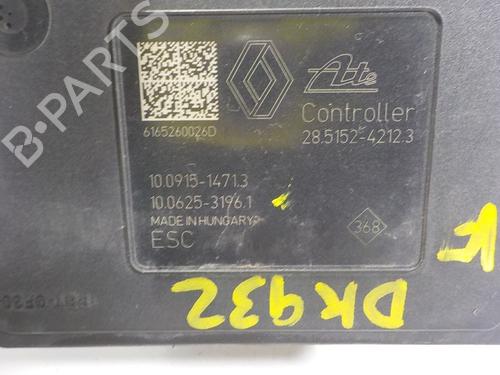 Ate
Controller
6165260026D
28.5152-4212.3
10.0915-1471.3
10.0625-3196.1
MADE IN HUNGARY
ESC
368
DK932